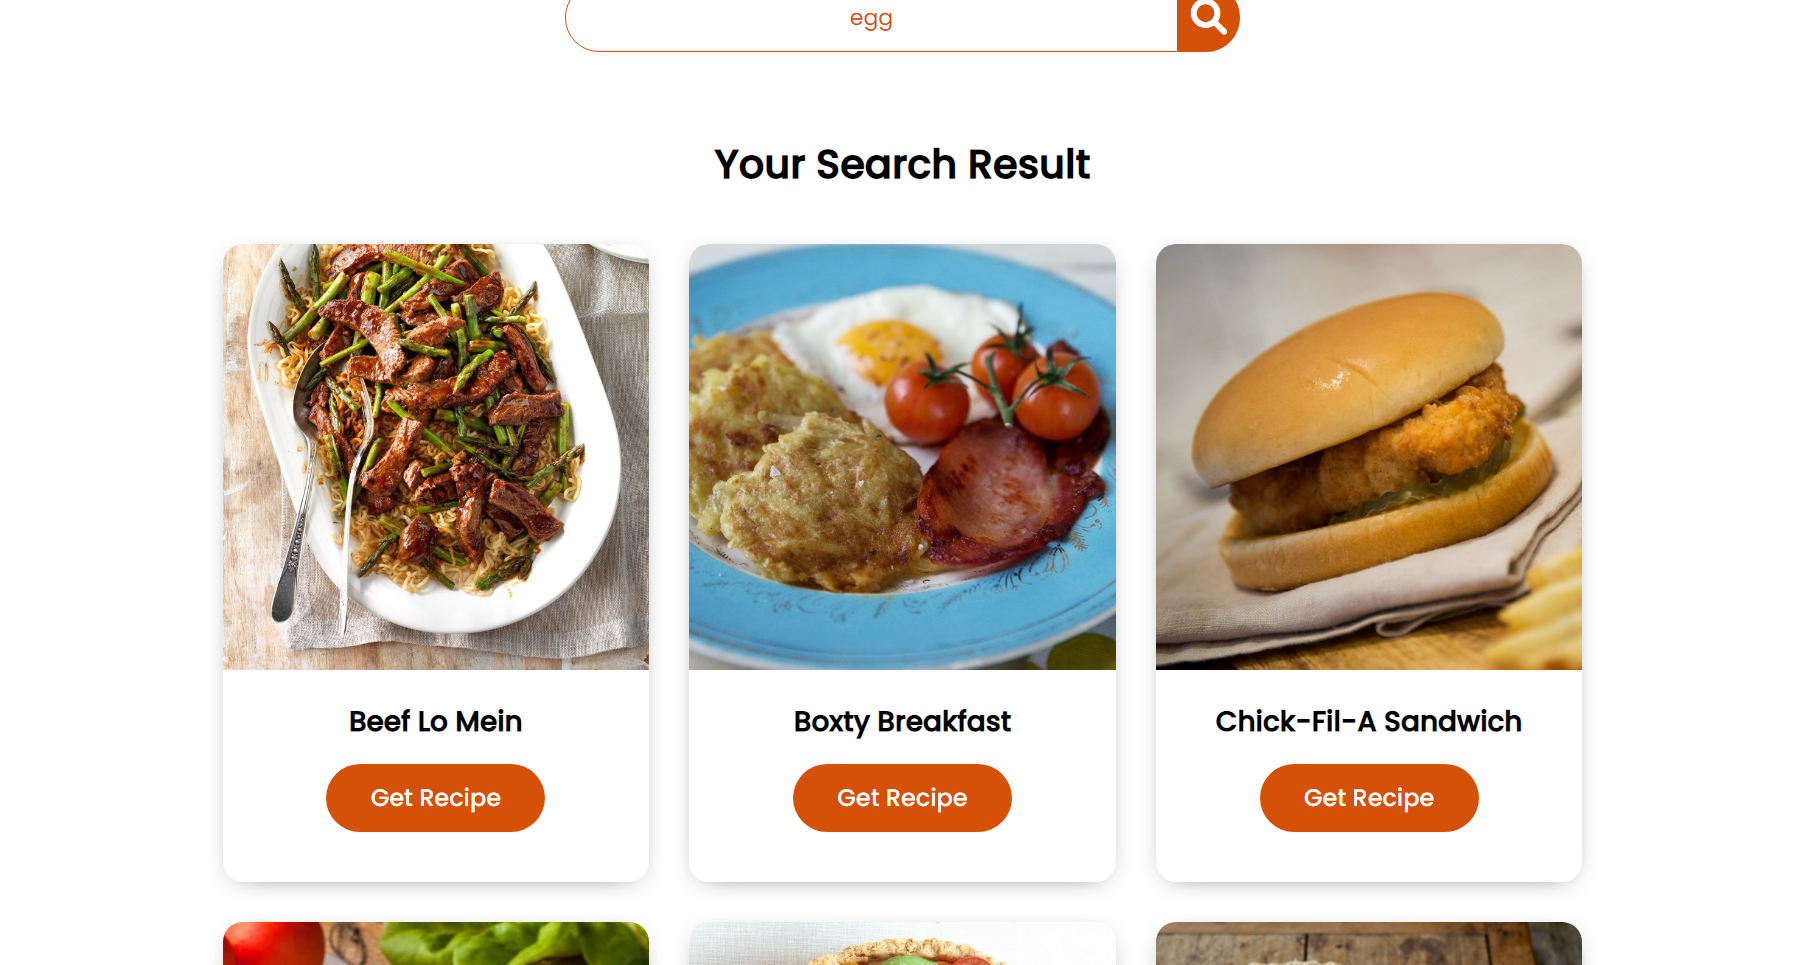 egg
Your Search Result
Beef Lo Mein
Get Recipe
Boxty Breakfast
Get Recipe
Chick-Fil-A Sandwich
Get Recipe